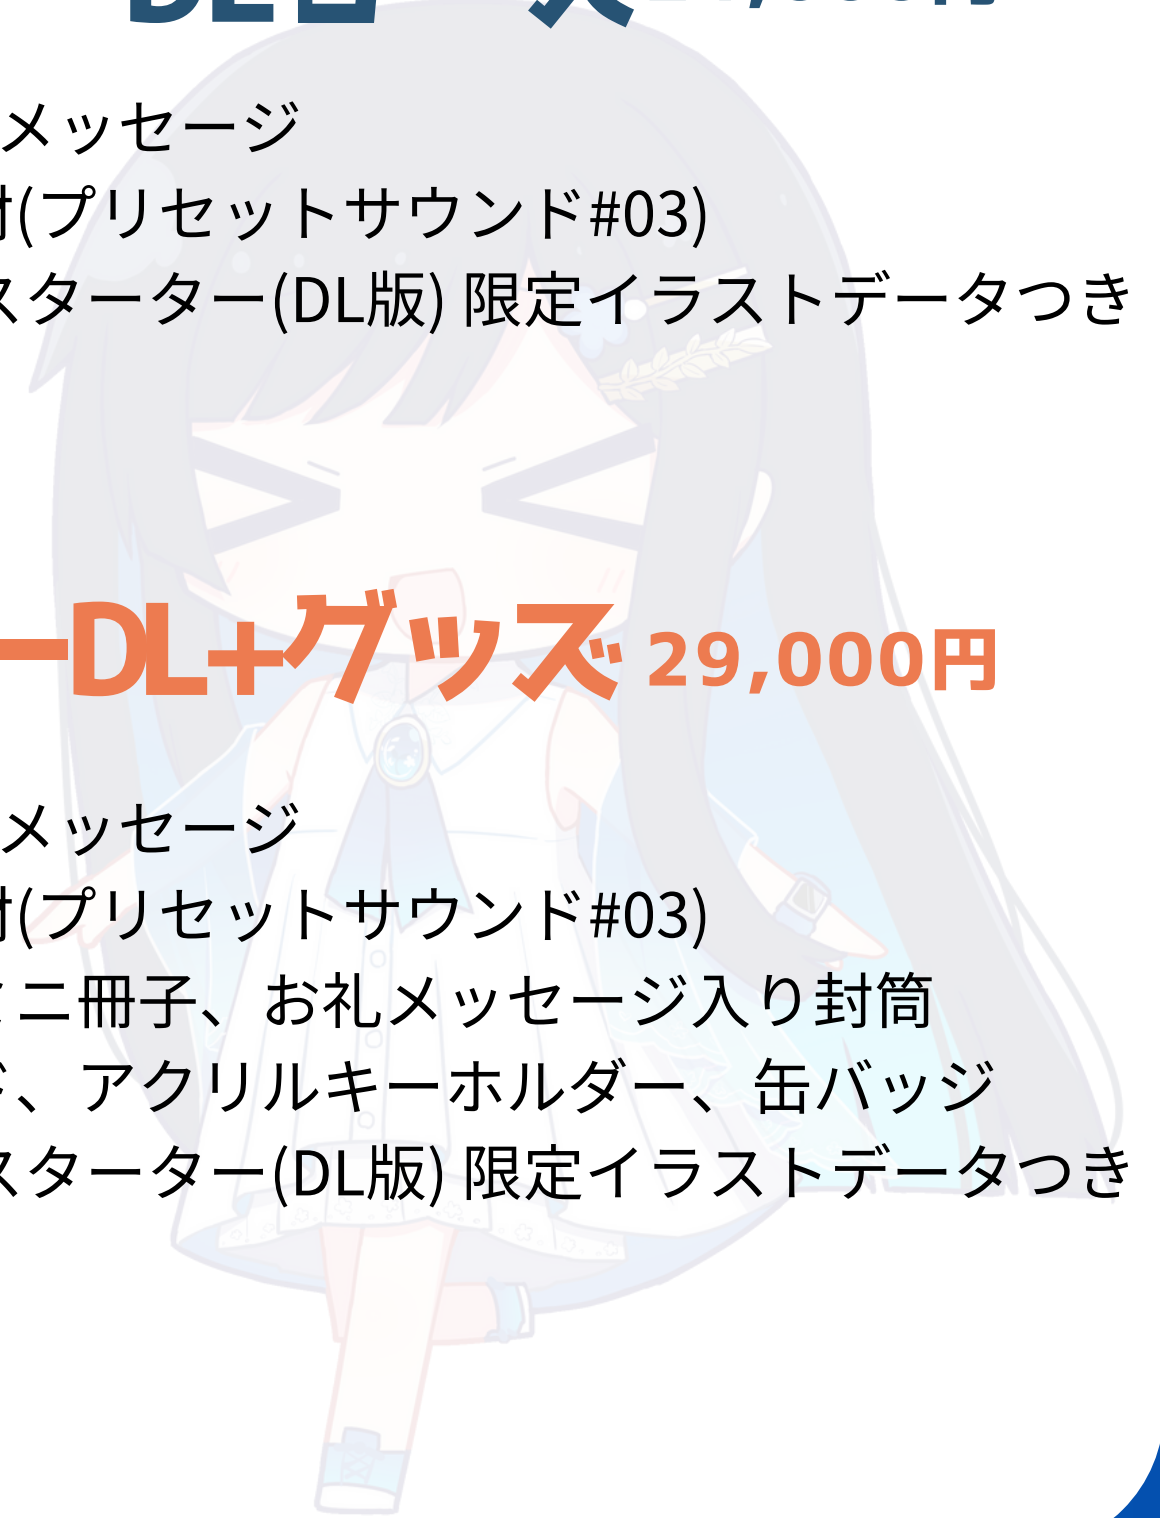 メッセージ
(プリセットサウンド#03)
スターター(DL版) 限定イラストデータつき
ーDL+グッズ 29,000円
メッセージ
(プリセットサウンド#03)
ミニ冊子、お礼メッセージ入り封筒
、アクリルキーホルダー、缶バッジ
スターター(DL版) 限定イラストデータつき